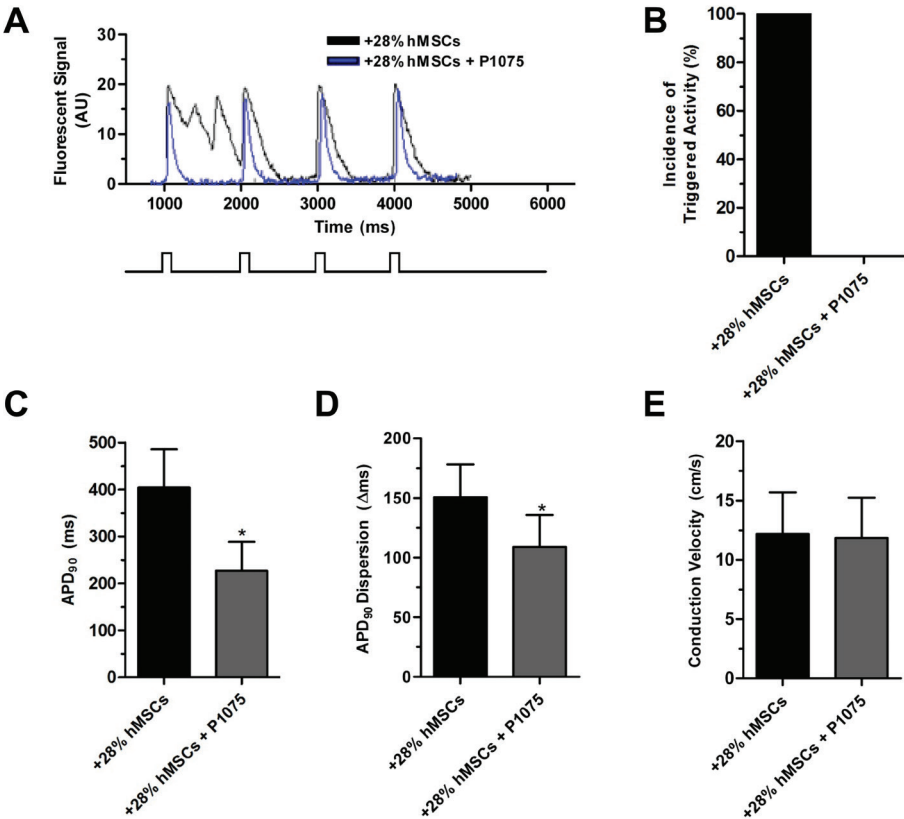 A
+28% hMSCs
+28% hMSCs + P1075
Fluorescent Signal
(AU)
30
20
10
0
1000
2000
3000
4000
5000
6000
Time (ms)
B
Incidence of
Triggered Activity (%)
100
80
60
40
20
0
+28% hMSCs
+28% hMSCs + P1075
C
APD90 (ms)
500
400
300
200
100
0
*
+28% hMSCs
+28% hMSCs + P1075
D
APD90 Dispersion (Δms)
200
150
100
50
0
*
+28% hMSCs
+28% hMSCs + P1075
E
Conduction Velocity (cm/s)
20
15
10
5
0
+28% hMSCs
+28% hMSCs + P1075